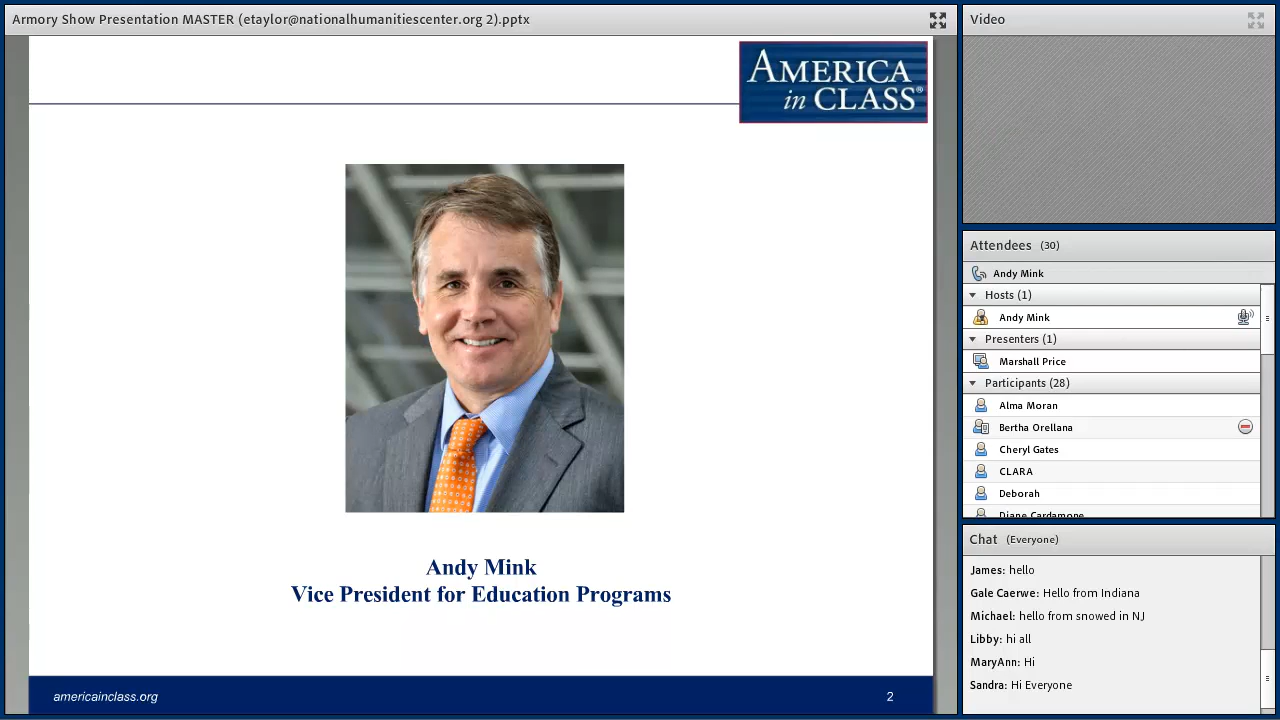 Armory Show Presentation MASTER (etaylor@nationalhumanitiescenter.org 2).pptx
AMERICA
in CLASS®
Andy Mink
Vice President for Education Programs
americainclass.org
2
Video
Attendees (30)
Andy Mink
Hosts (1)
Andy Mink
Presenters (1)
Marshall Price
Participants (28)
Alma Moran
Bertha Orellana
Cheryl Gates
CLARA
Deborah
Diane Cardamone
Chat (Everyone)
James: hello
Gale Caerwe: Hello from Indiana
Michael: hello from snowed in NJ
Libby: hi all
MaryAnn: Hi
Sandra: Hi Everyone